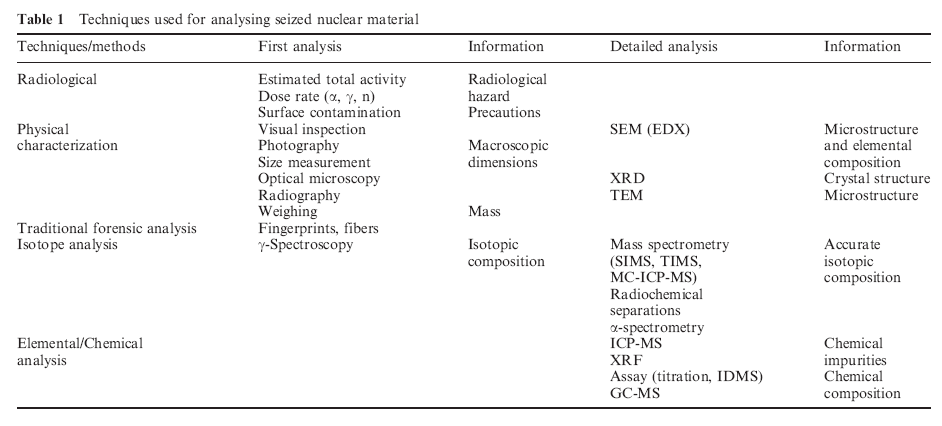 Table 1 Techniques used for analysing seized nuclear material
Techniques/methods First analysis Information Detailed analysis Information
Radiological Estimated total activity Radiological
Dose rate (α, γ, n) hazard
Surface contamination Precautions
Physical Visual inspection SEM (EDX) Microstructure
characterization Photography Macroscopic and elemental
Size measurement dimensions composition
Optical microscopy XRD Crystal structure
Radiography TEM Microstructure
Weighing Mass
Traditional forensic analysis Fingerprints, fibers
Isotope analysis γ-Spectroscopy Isotopic Mass spectrometry Accurate
composition (SIMS, TIMS, isotopic
MC-ICP-MS) composition
Radiochemical
separations
α-spectrometry
Elemental/Chemical ICP-MS Chemical
analysis XRF impurities
Assay (titration, IDMS) Chemical
GC-MS composition